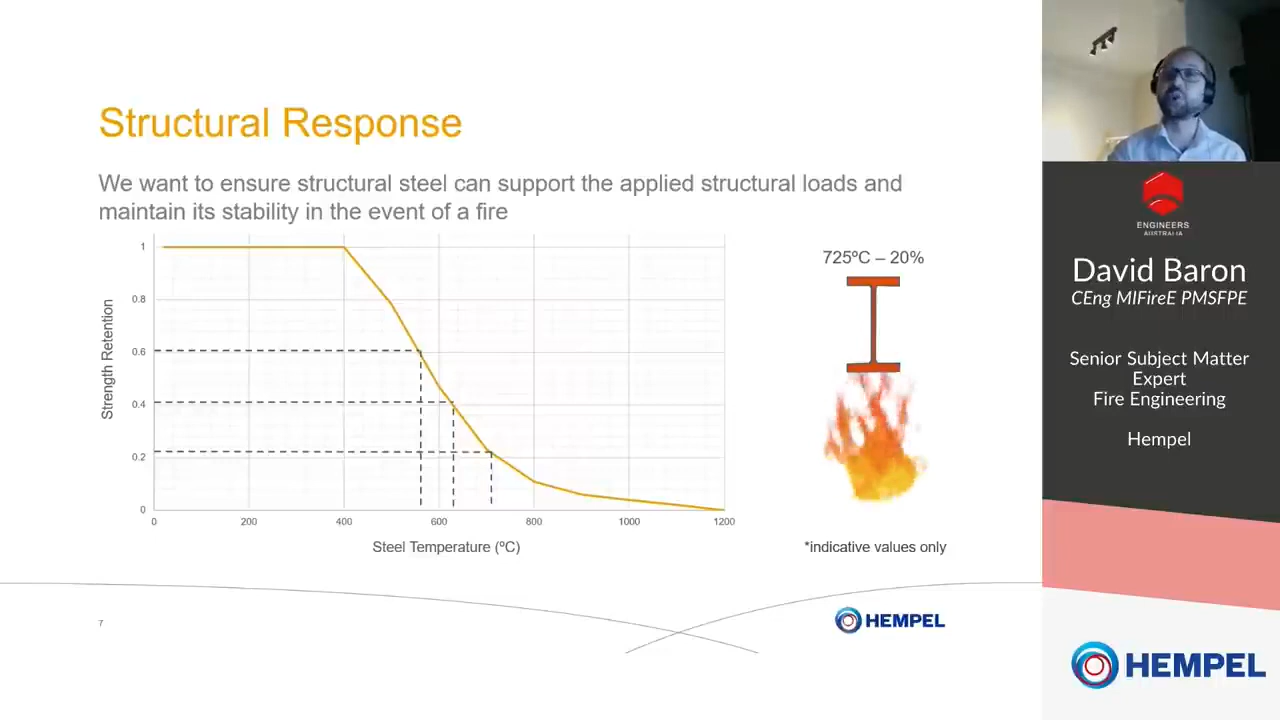 Structural Response
We want to ensure structural steel can support the applied structural loads and
maintain its stability in the event of a fire
Strength Retention
1
0.8
0.6
0.4
0.2
0
0
200
400
600
800
1000
1200
Steel Temperature (ºC)
725ºC – 20%
*indicative values only
7
HEMPEL
ENGINEERS
AUSTRALIA
David Baron
CEng MIFireE PMSFPE
Senior Subject Matter
Expert
Fire Engineering
Hempel
HEMPEL